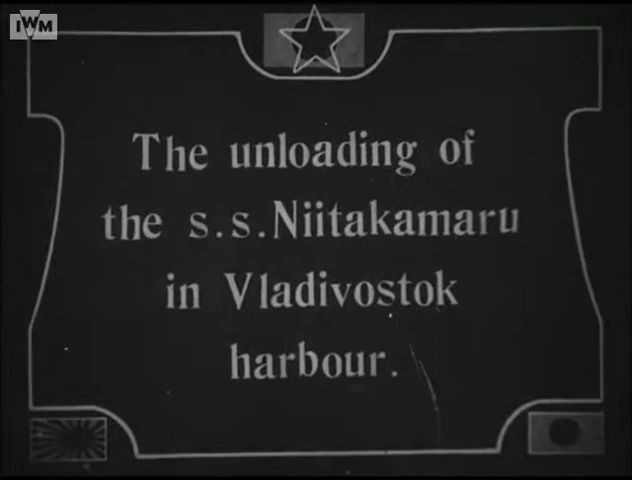 IWM
The unloading of
the s.s.Niitakamaru
in Vladivostok
harbour.